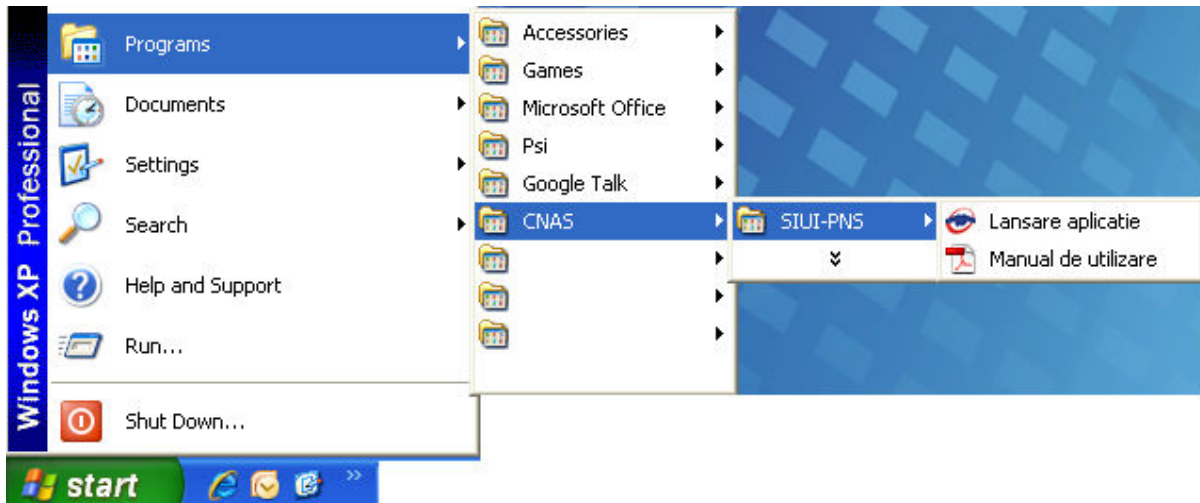 Windows XP Professional
Programs
Documents
Settings
Search
Help and Support
Run...
Shut Down...
Accessories
Games
Microsoft Office
Psi
Google Talk
CNAS
SIUI-PNS
Lansare aplicatie
Manual de utilizare
start